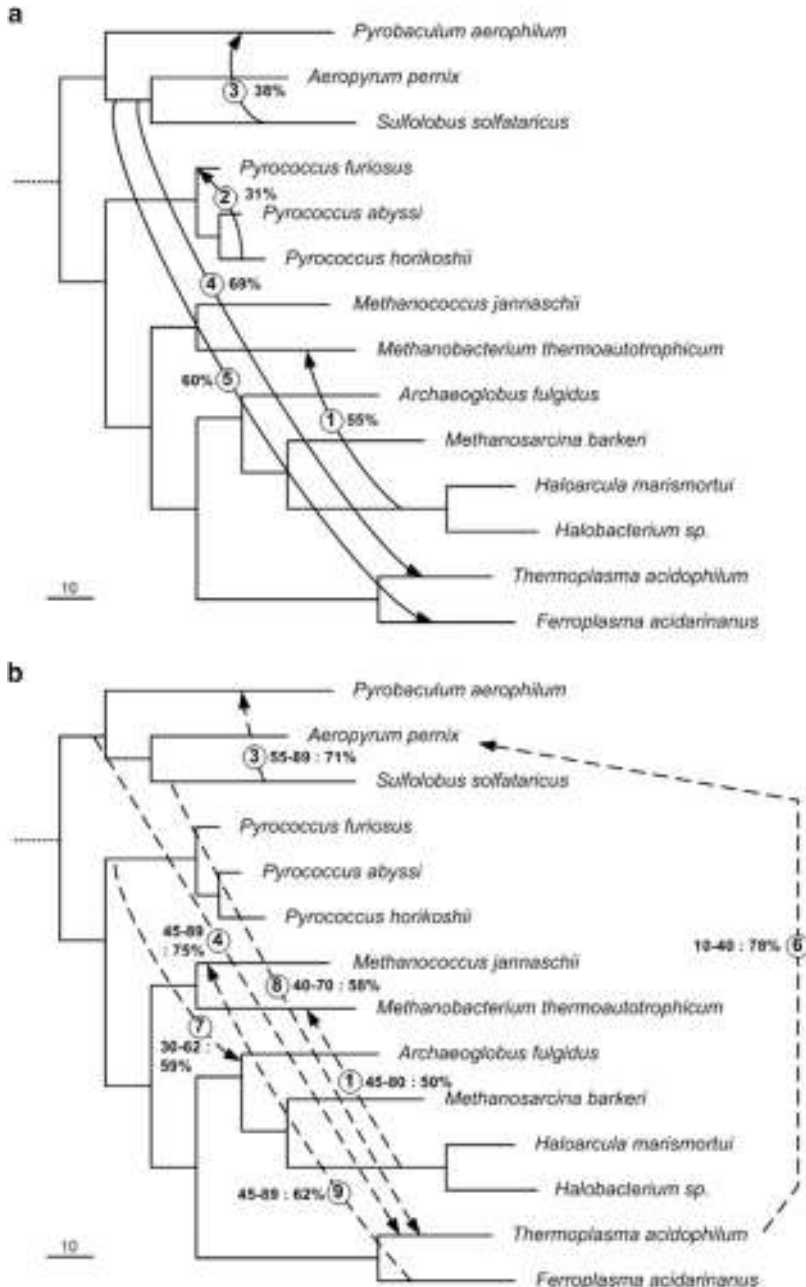 a
Pyrobaculum aerophilum
Aeropyrum pernix
3 38%
Sulfolobus solfataricus
Pyrococcus furiosus
2 31%
Pyrococcus abyssi
Pyrococcus horikoshii
4 69%
Methanococcus jannaschii
Methanobacterium thermoautotrophicum
60% 5
Archaeoglobus fulgidus
1 55%
Methanosarcina barkeri
Haloarcula marismortui
Halobacterium sp.
Thermoplasma acidophilum
10
Ferroplasma acidarinanus
b
Pyrobaculum aerophilum
Aeropyrum pernix
3 55-89 : 71%
Sulfolobus solfataricus
Pyrococcus furiosus
Pyrococcus abyssi
Pyrococcus horikoshii
45-89 4
: 75%
10-40 : 78% 6
Methanococcus jannaschii
8 40-70 : 58%
Methanobacterium thermoautotrophicum
7
30-62 :
59%
Archaeoglobus fulgidus
1 45-80 : 50%
Methanosarcina barkeri
Haloarcula marismortui
45-89 : 62% 9
Halobacterium sp.
Thermoplasma acidophilum
10
Ferroplasma acidarinanus